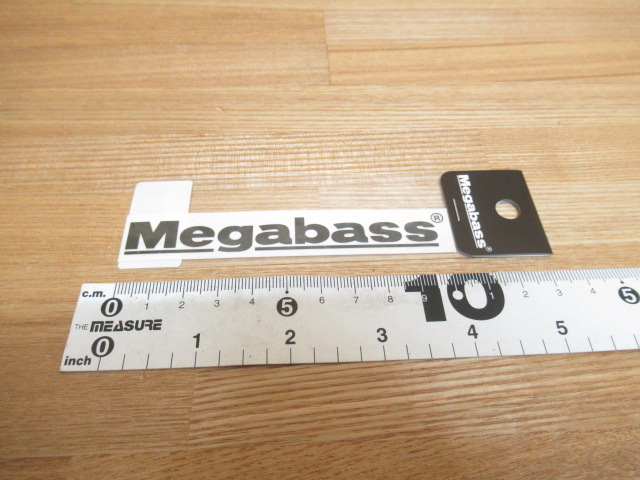 Megabass®
Megabass®
c.m. 0 1 2 3 4 5 6 7 8 9 10 1 2 3 4 5
THE MEASURE
inch 0 1 2 3 4 5